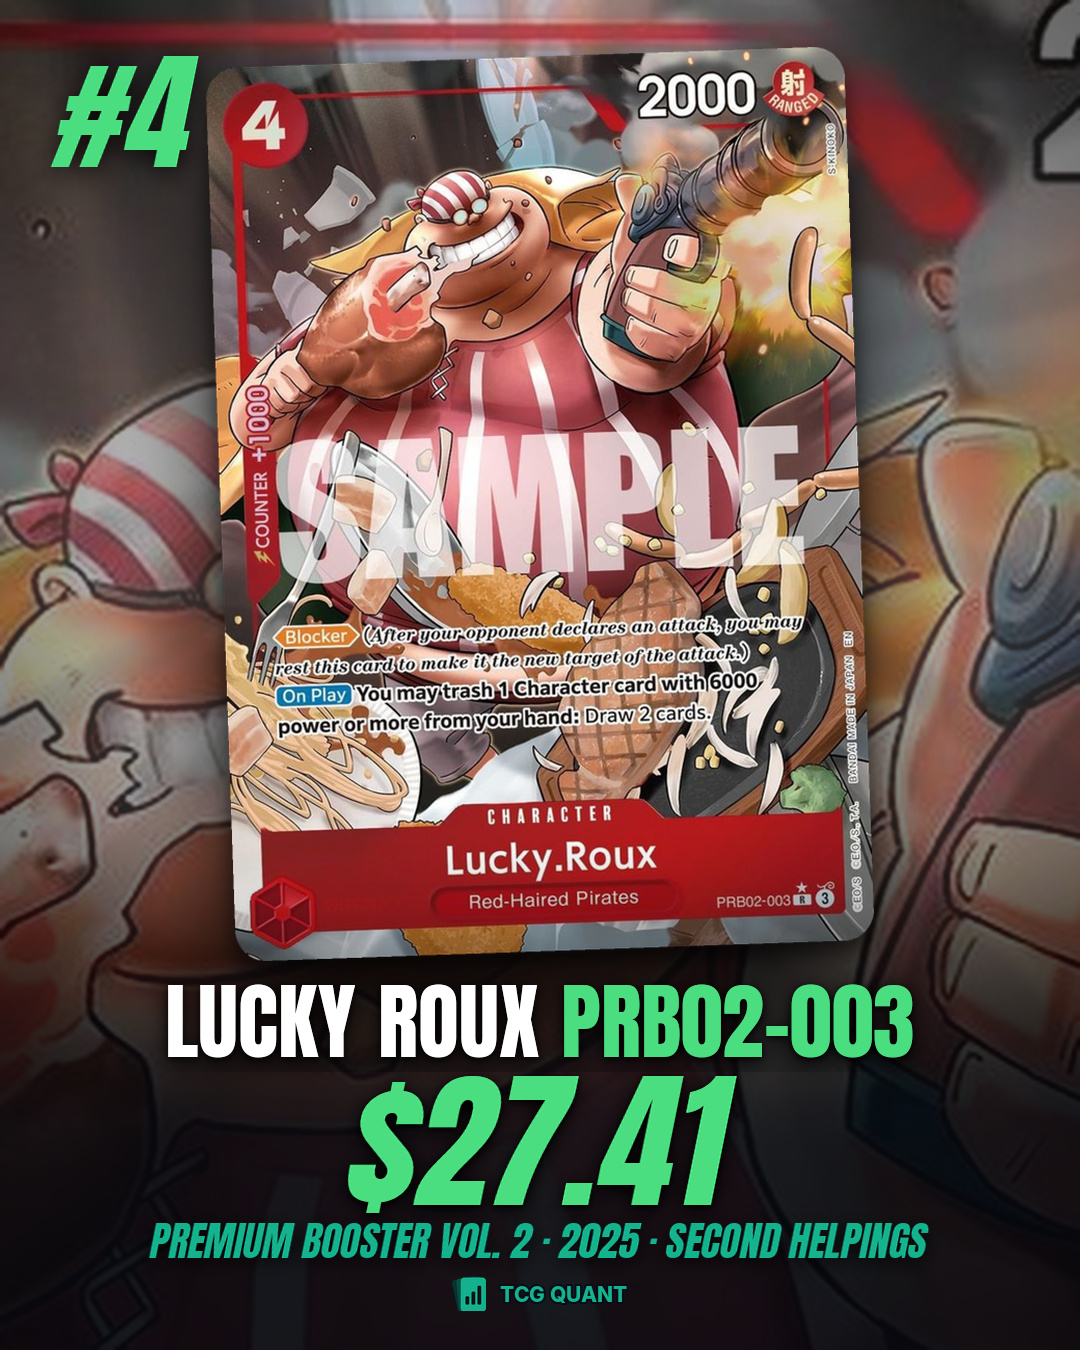 #4
4
2000
射
RANGED
S-KINOKO
COUNTER +1000
SAMPLE
Blocker (After your opponent declares an attack, you may
rest this card to make it the new target of the attack.)
On Play You may trash 1 Character card with 6000
power or more from your hand: Draw 2 cards.
CHARACTER
Lucky.Roux
Red-Haired Pirates
PRB02-003 R 3
©EO/S ©E.O./S., T.A. BANDAI MADE IN JAPAN EN
LUCKY ROUX PRB02-003
$27.41
PREMIUM BOOSTER VOL. 2 · 2025 · SECOND HELPINGS
TCG QUANT